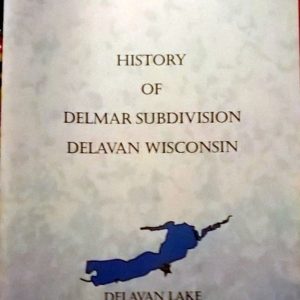 HISTORY
OF
DELMAR SUBDIVISION
DELAVAN WISCONSIN
DELAVAN LAKE